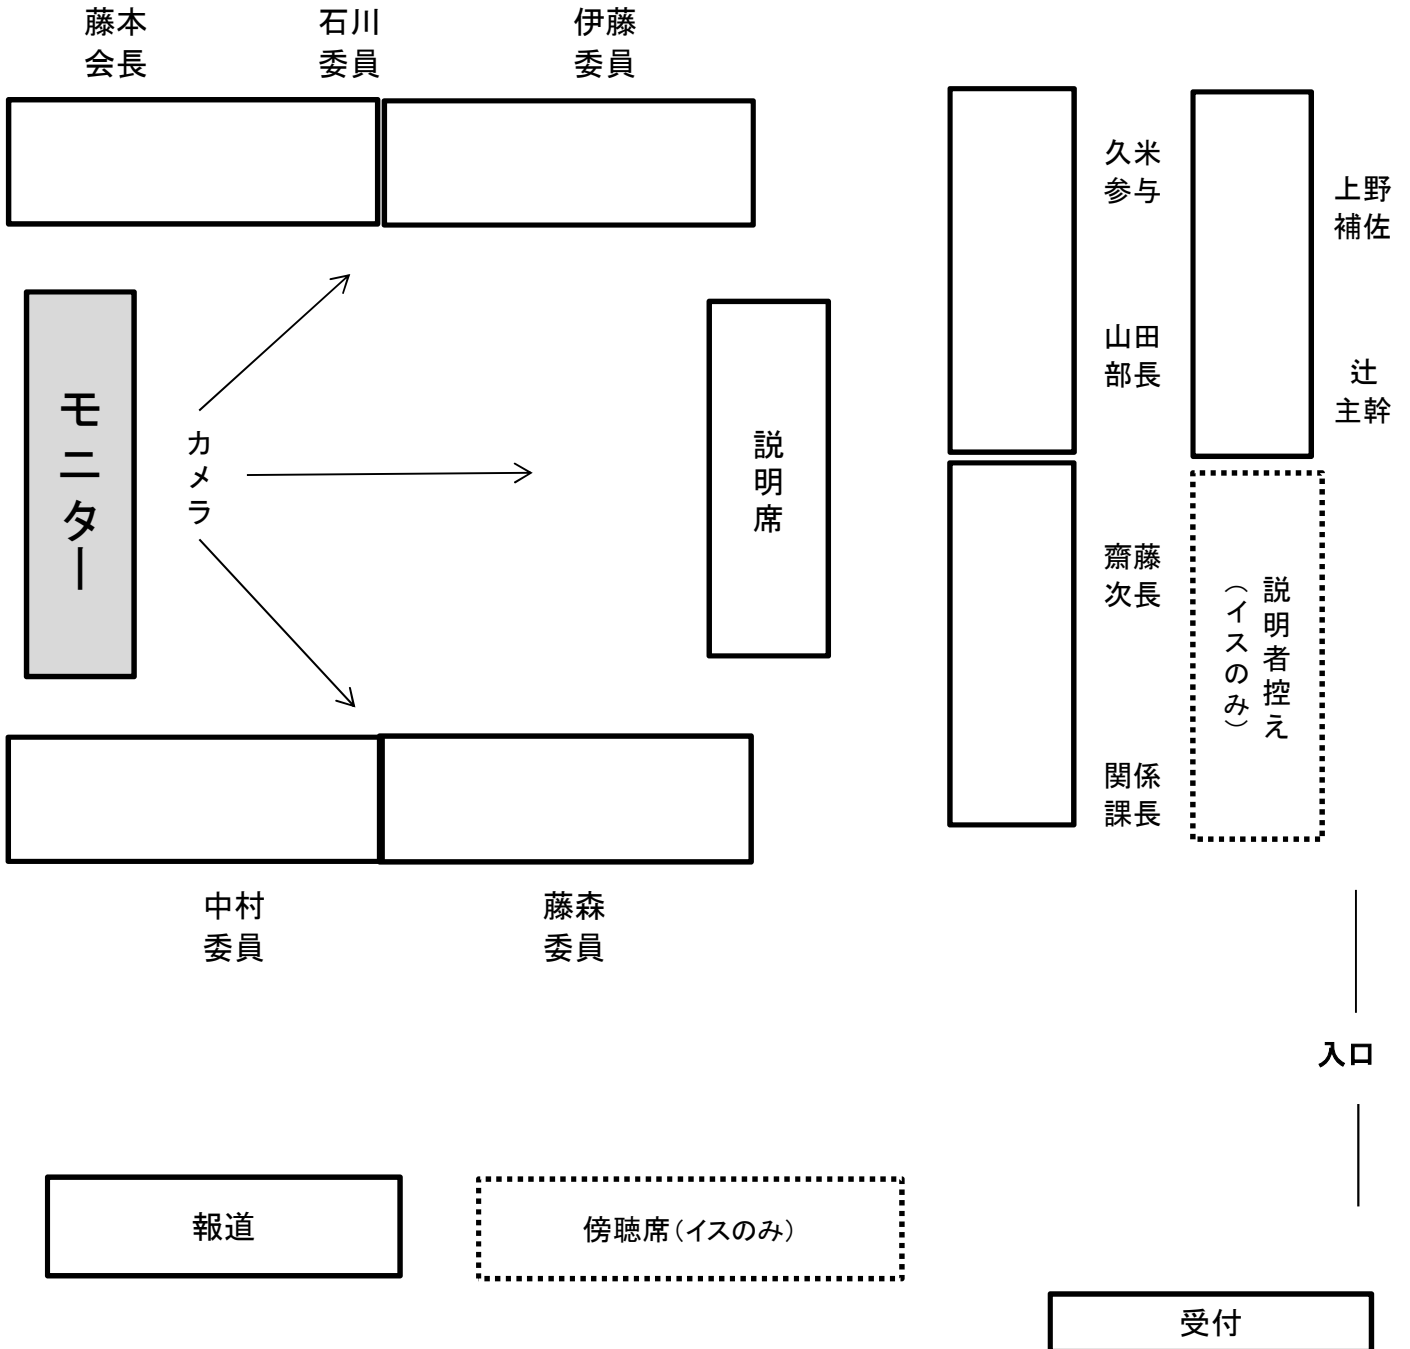 藤本
会長
石川
委員
伊藤
委員
久米
参与
上野
補佐
山田
部長
辻
主幹
モニター
カメラ
説明席
齋藤
次長
説明者控え
（イスのみ）
関係
課長
中村
委員
藤森
委員
入口
報道
傍聴席（イスのみ）
受付